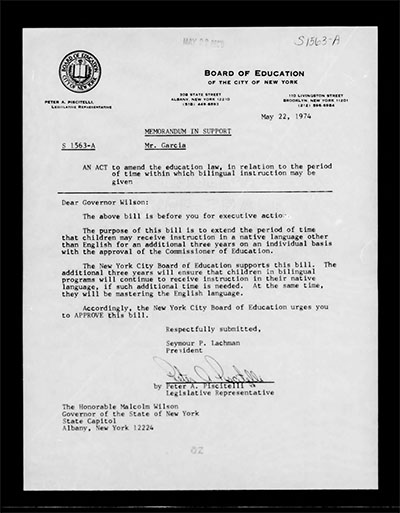 S1563-A
BOARD OF EDUCATION
OF THE CITY OF NEW YORK
PETER A. PISCITELLI
LEGISLATIVE REPRESENTATIVE
308 STATE STREET
ALBANY, NEW YORK 12210
110 LIVINGSTON STREET
BROOKLYN, NEW YORK 11201
May 22, 1974
MEMORANDUM IN SUPPORT
S 1563-A Mr. Garcia
AN ACT to amend the education law, in relation to the period
of time within which bilingual instruction may be
given
Dear Governor Wilson:
The above bill is before you for executive action.
The purpose of this bill is to extend the period of time
that children may receive instruction in a native language other
than English for an additional three years on an individual basis
with the approval of the Commissioner of Education.
The New York City Board of Education supports this bill. The
additional three years will ensure that children in bilingual
programs will continue to receive instruction in their native
language, if such additional time is needed. At the same time,
they will be mastering the English language.
Accordingly, the New York City Board of Education urges you
to APPROVE this bill.
Respectfully submitted,
Seymour P. Lachman
President
by Peter A. Piscitelli
Legislative Representative
The Honorable Malcolm Wilson
Governor of the State of New York
State Capitol
Albany, New York 12224